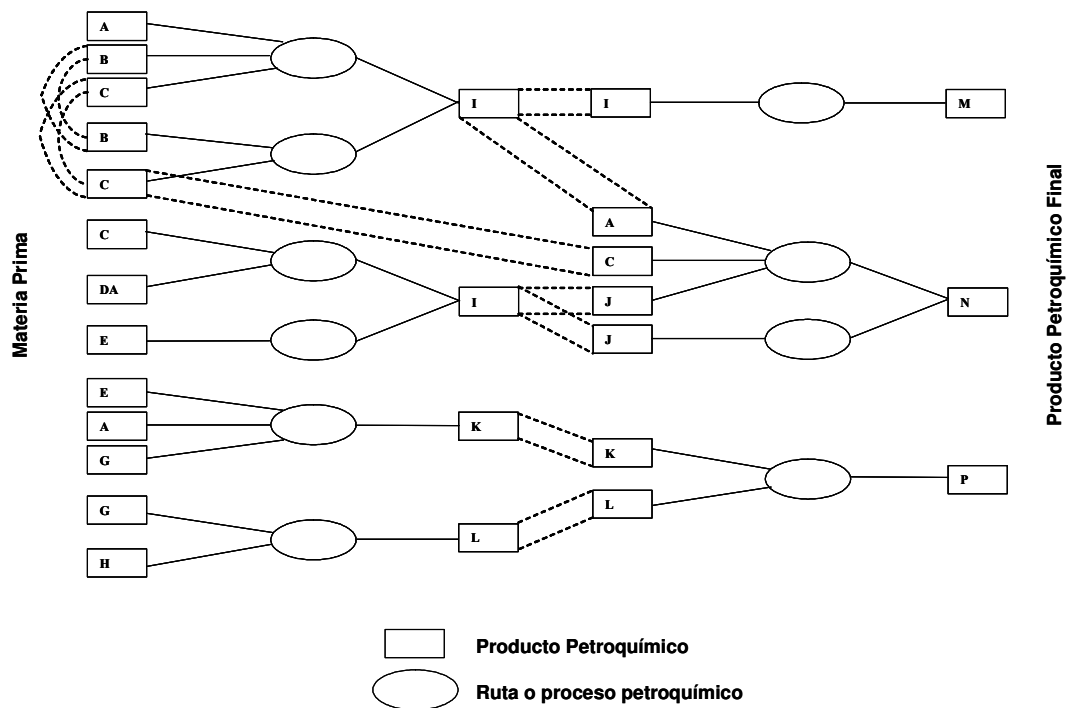 Materia Prima
A
B
C
B
C
C
DA
E
E
A
G
G
H
I
I
K
L
I
A
C
J
J
K
L
M
N
P
Producto Petroquímico Final
Producto Petroquímico
Ruta o proceso petroquímico